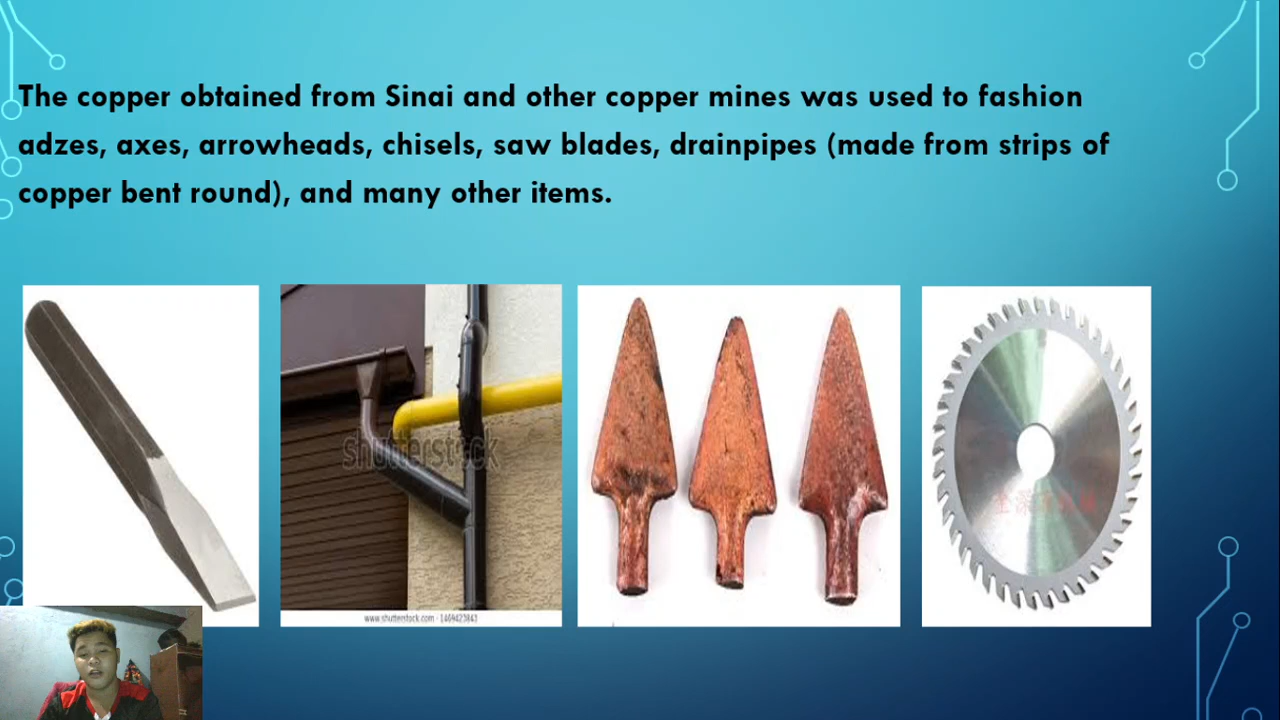 The copper obtained from Sinai and other copper mines was used to fashion
adzes, axes, arrowheads, chisels, saw blades, drainpipes (made from strips of
copper bent round), and many other items.
shutterstock
www.shutterstock.com · 1469423843